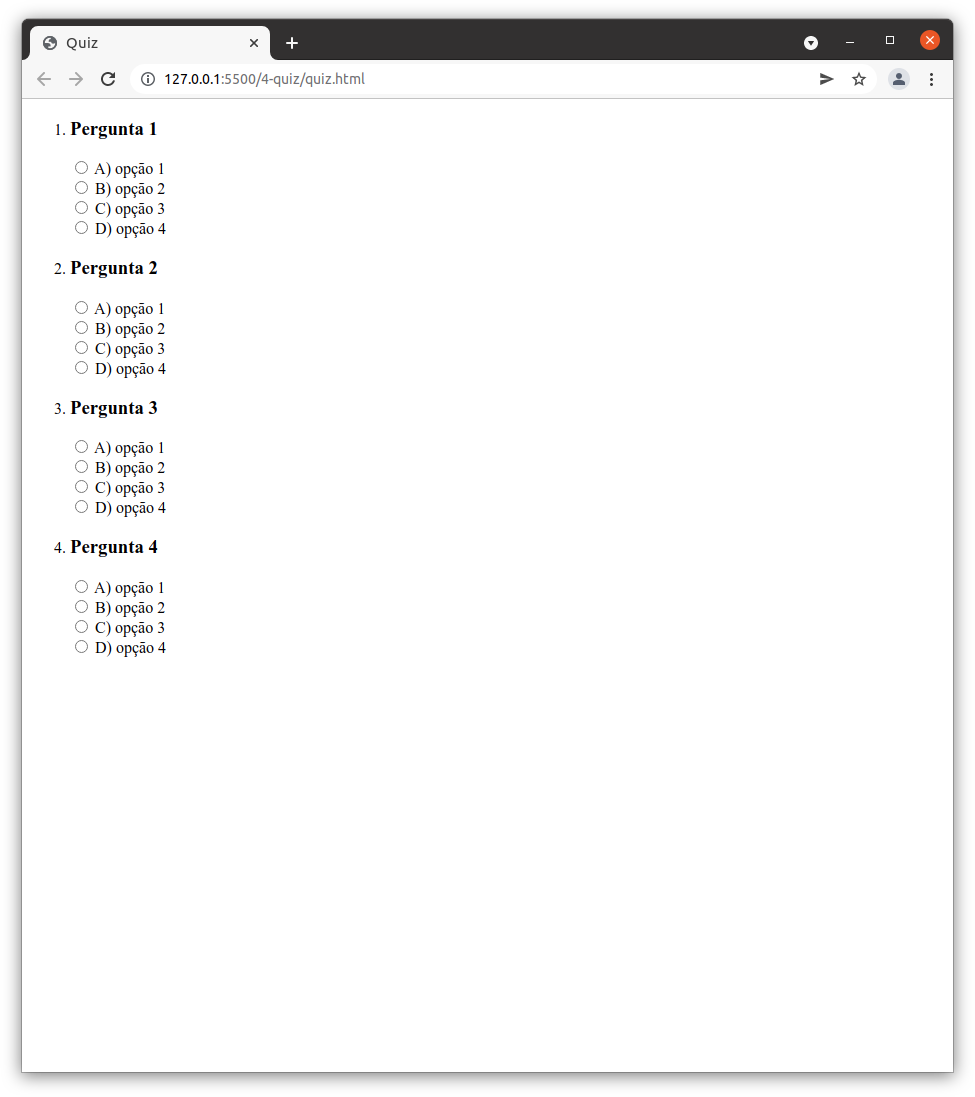 Quiz
127.0.0.1:5500/4-quiz/quiz.html
1. Pergunta 1
A) opção 1
B) opção 2
C) opção 3
D) opção 4
2. Pergunta 2
A) opção 1
B) opção 2
C) opção 3
D) opção 4
3. Pergunta 3
A) opção 1
B) opção 2
C) opção 3
D) opção 4
4. Pergunta 4
A) opção 1
B) opção 2
C) opção 3
D) opção 4